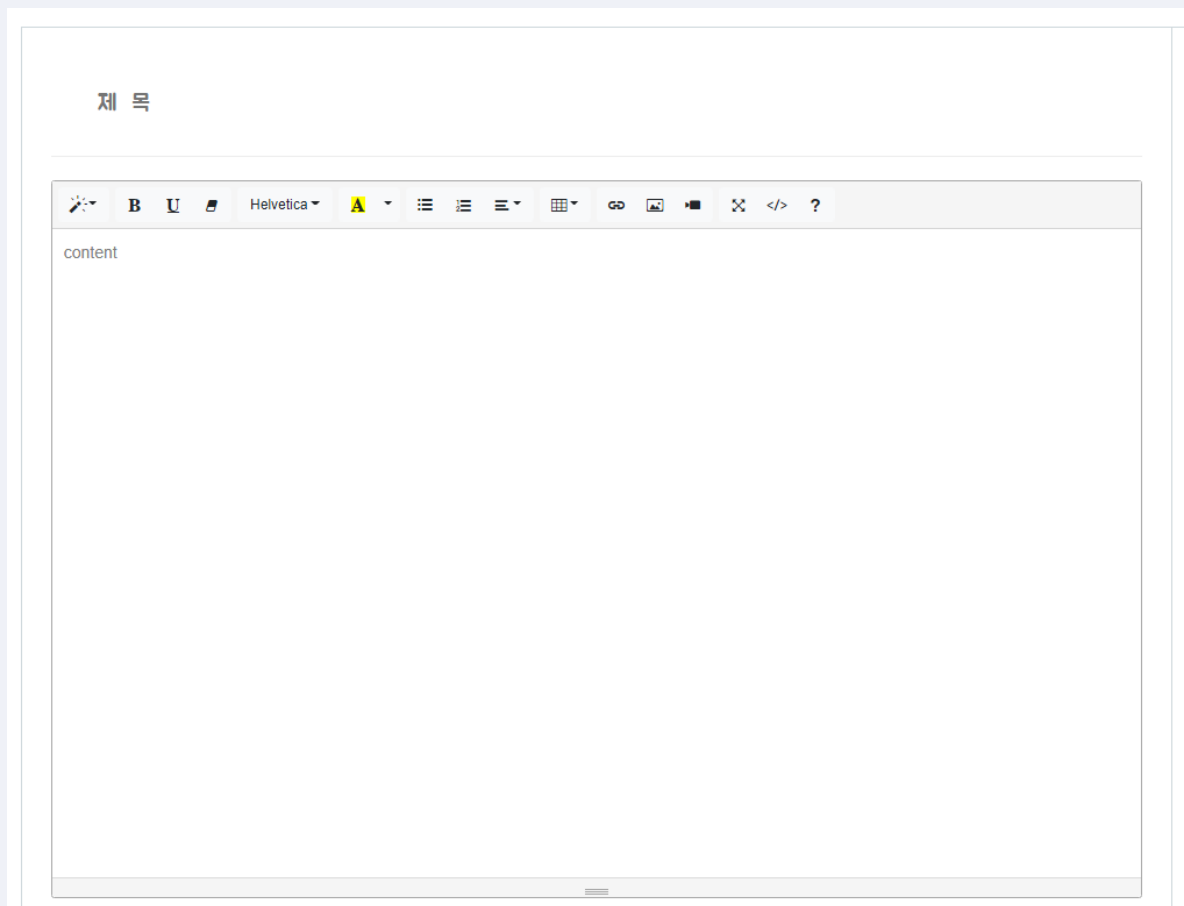 제 목
B U Helvetica A </> ?
content